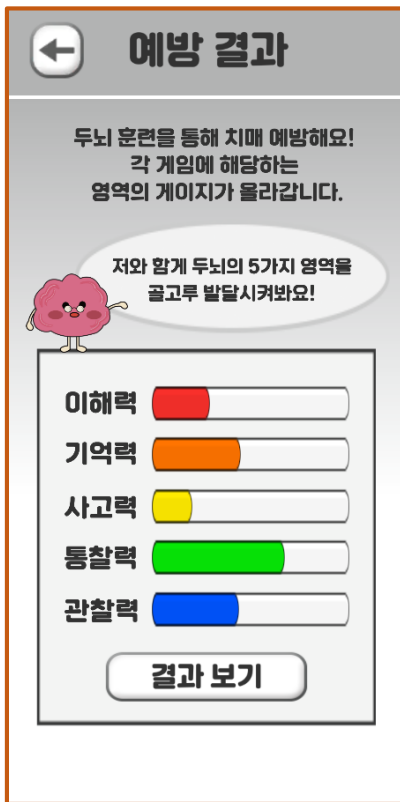 예방 결과
두뇌 훈련을 통해 치매 예방해요!
각 게임에 해당하는
영역의 게이지가 올라갑니다.
저와 함께 두뇌의 5가지 영역을
골고루 발달시켜봐요!
이해력
기억력
사고력
통찰력
관찰력
결과 보기